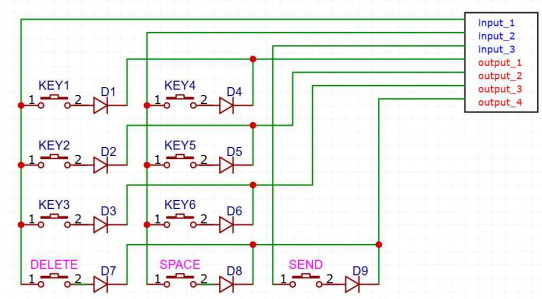 input_1
input_2
input_3
output_1
output_2
output_3
output_4
KEY1 D1 KEY4 D4
1 2 1 2
KEY2 D2 KEY5 D5
1 2 1 2
KEY3 D3 KEY6 D6
1 2 1 2
DELETE D7 SPACE D8 SEND D9
1 2 1 2 1 2